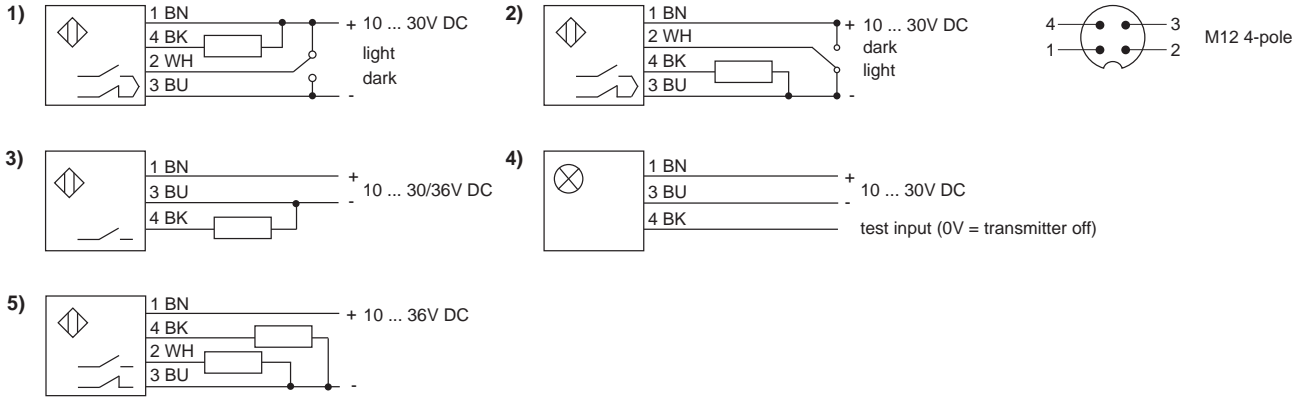 1)
1 BN
4 BK
2 WH
3 BU
+ 10 ... 30V DC
light
dark
-
2)
1 BN
2 WH
4 BK
3 BU
+ 10 ... 30V DC
dark
light
-
4
1
3
2
M12 4-pole
3)
1 BN
3 BU
4 BK
+
10 ... 30/36V DC
-
4)
1 BN
3 BU
4 BK
+
10 ... 30V DC
-
test input (0V = transmitter off)
5)
1 BN
4 BK
2 WH
3 BU
+ 10 ... 36V DC
-